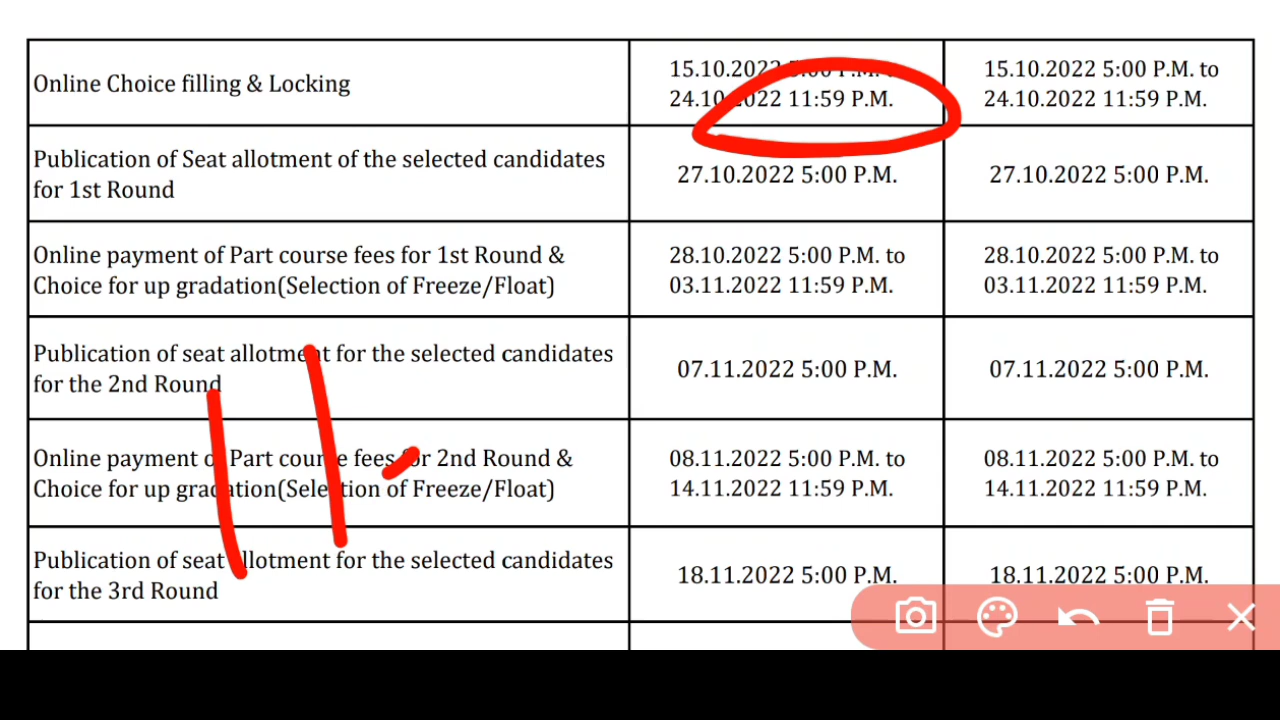 Online Choice filling & Locking
15.10.2022 5:00 P.M.
24.10.2022 11:59 P.M.
15.10.2022 5:00 P.M. to
24.10.2022 11:59 P.M.
Publication of Seat allotment of the selected candidates
for 1st Round
27.10.2022 5:00 P.M.
27.10.2022 5:00 P.M.
Online payment of Part course fees for 1st Round &
Choice for up gradation(Selection of Freeze/Float)
28.10.2022 5:00 P.M. to
03.11.2022 11:59 P.M.
28.10.2022 5:00 P.M. to
03.11.2022 11:59 P.M.
Publication of seat allotment for the selected candidates
for the 2nd Round
07.11.2022 5:00 P.M.
07.11.2022 5:00 P.M.
Online payment of Part course fees for 2nd Round &
Choice for up gradation(Selection of Freeze/Float)
08.11.2022 5:00 P.M. to
14.11.2022 11:59 P.M.
08.11.2022 5:00 P.M. to
14.11.2022 11:59 P.M.
Publication of seat allotment for the selected candidates
for the 3rd Round
18.11.2022 5:00 P.M.
18.11.2022 5:00 P.M.